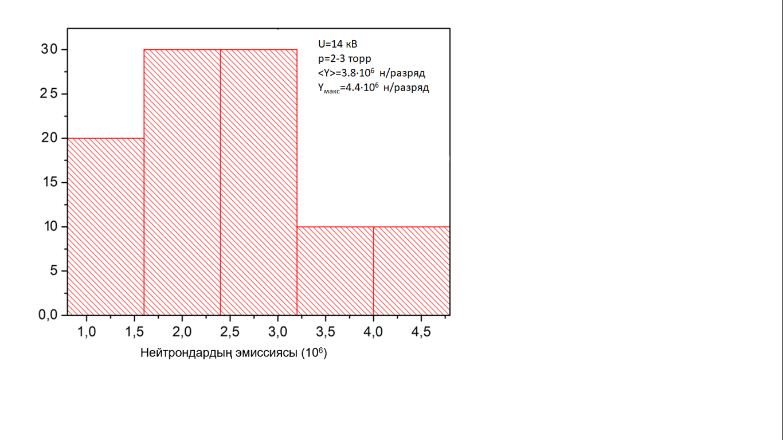 U=14 кВ
p=2-3 торр
<Y>=3.8·10⁶ н/разряд
Yмакс=4.4·10⁶ н/разряд
30
25
20
15
10
5
0,0
1,0 1,5 2,0 2,5 3,0 3,5 4,0 4,5
Нейтрондардың эмиссиясы (10⁶)